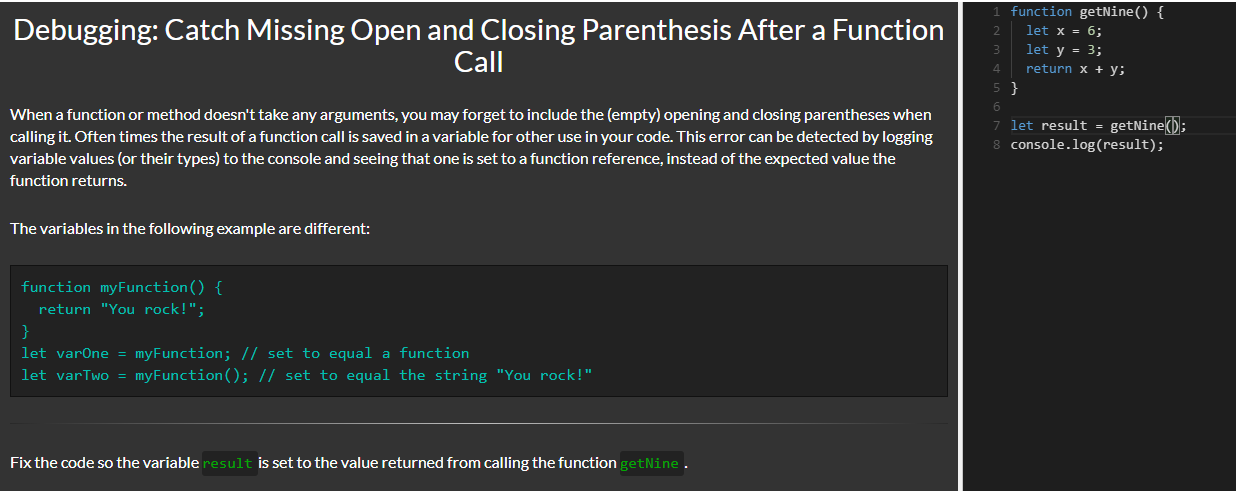 Debugging: Catch Missing Open and Closing Parenthesis After a Function
Call
When a function or method doesn't take any arguments, you may forget to include the (empty) opening and closing parentheses when
calling it. Often times the result of a function call is saved in a variable for other use in your code. This error can be detected by logging
variable values (or their types) to the console and seeing that one is set to a function reference, instead of the expected value the
function returns.
The variables in the following example are different:
function myFunction() {
  return "You rock!";
}
let varOne = myFunction; // set to equal a function
let varTwo = myFunction(); // set to equal the string "You rock!"
Fix the code so the variable result is set to the value returned from calling the function getNine .
1 function getNine() {
2   let x = 6;
3   let y = 3;
4   return x + y;
5 }
6
7 let result = getNine();
8 console.log(result);